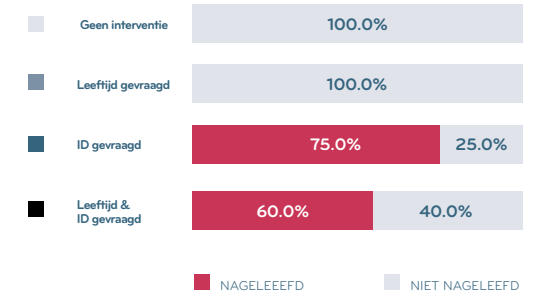 Geen interventie 100.0%
Leeftijd gevraagd 100.0%
ID gevraagd 75.0% 25.0%
Leeftijd &
ID gevraagd 60.0% 40.0%
NAGELEEEFD NIET NAGELEEFD